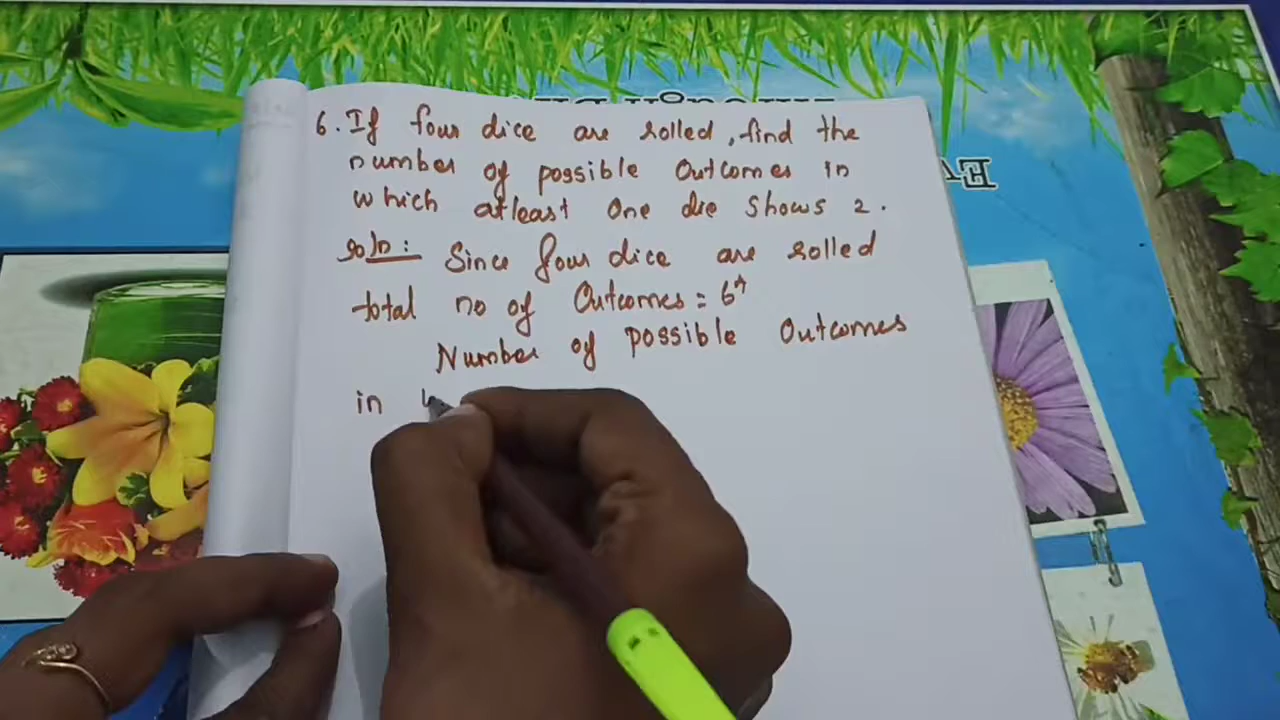 6. If four dice are rolled, find the
number of possible Outcomes in
which atleast One die shows 2.
soln: Since four dice are rolled
total no of Outcomes = 6⁴
Number of possible Outcomes
in